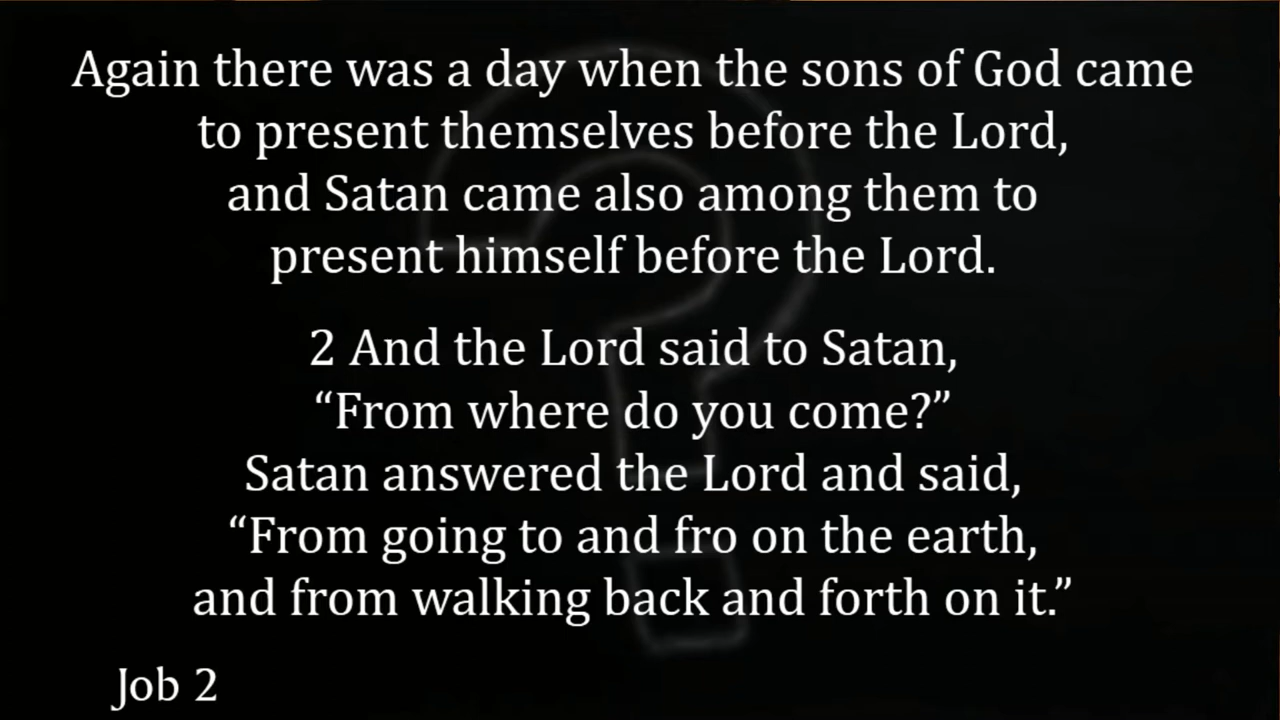 Again there was a day when the sons of God came
to present themselves before the Lord,
and Satan came also among them to
present himself before the Lord.
2 And the Lord said to Satan,
“From where do you come?”
Satan answered the Lord and said,
“From going to and fro on the earth,
and from walking back and forth on it.”
Job 2